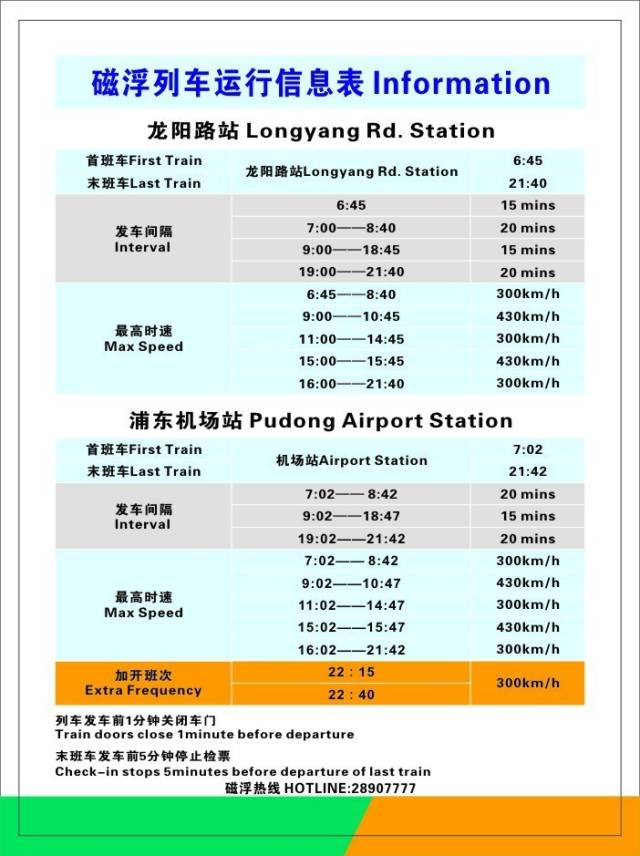 磁浮列车运行信息表 Information
龙阳路站 Longyang Rd. Station
首班车First Train
末班车Last Train
龙阳路站Longyang Rd. Station
6:45
21:40
发车间隔
Interval
6:45 15 mins
7:00——8:40 20 mins
9:00——18:45 15 mins
19:00——21:40 20 mins
最高时速
Max Speed
6:45——8:40 300km/h
9:00——10:45 430km/h
11:00——14:45 300km/h
15:00——15:45 430km/h
16:00——21:40 300km/h
浦东机场站 Pudong Airport Station
首班车First Train
末班车Last Train
机场站Airport Station
7:02
21:42
发车间隔
Interval
7:02—— 8:42 20 mins
9:02——18:47 15 mins
19:02——21:42 20 mins
最高时速
Max Speed
7:02—— 8:42 300km/h
9:02——10:47 430km/h
11:02——14:47 300km/h
15:02——15:47 430km/h
16:02——21:42 300km/h
加开班次
Extra Frequency
22：15
22：40
300km/h
列车发车前1分钟关闭车门
Train doors close 1minute before departure
末班车发车前5分钟停止检票
Check-in stops 5minutes before departure of last train
磁浮热线 HOTLINE:28907777